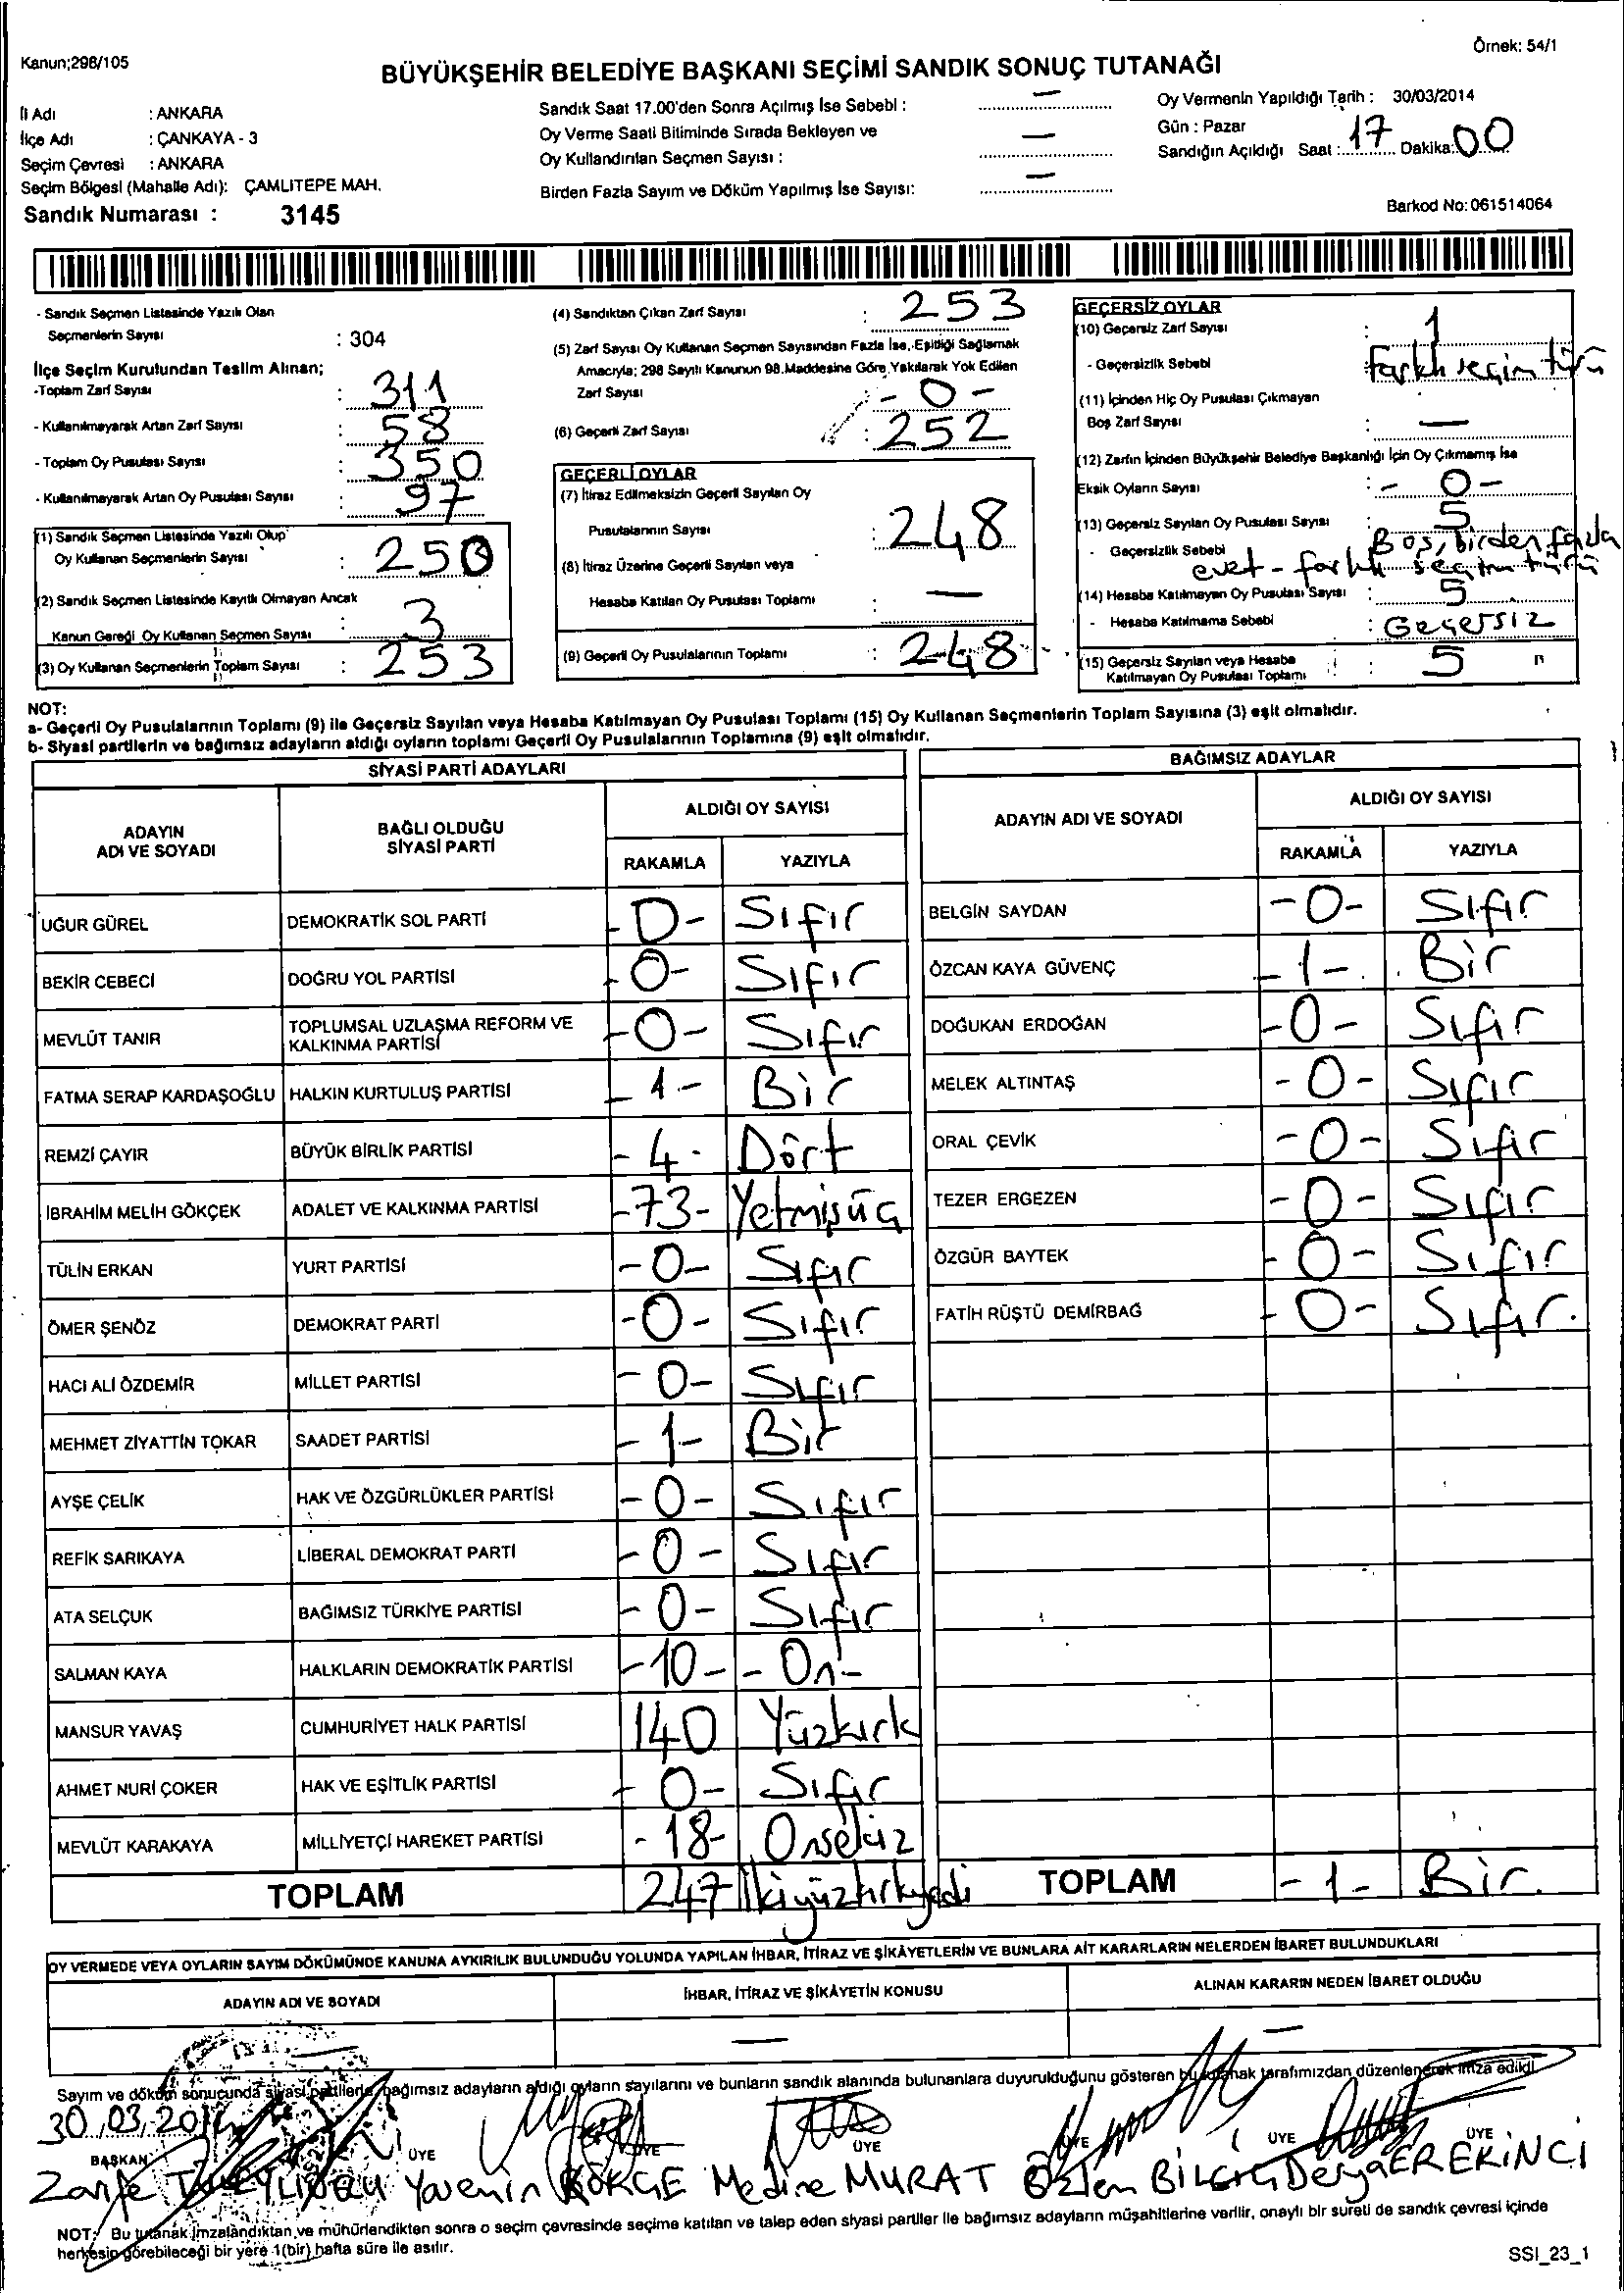 Kanun;298/105
Örnek: 54/1
BÜYÜKŞEHİR BELEDİYE BAŞKANI SEÇİMİ SANDIK SONUÇ TUTANAĞI
İl Adı : ANKARA
İlçe Adı : ÇANKAYA - 3
Seçim Çevresi : ANKARA
Seçim Bölgesi (Mahalle Adı): ÇAMLITEPE MAH.
Sandık Numarası : 3145
Sandık Saat 17.00'den Sonra Açılmış İse Sebebi : —
Oy Verme Saati Bitiminde Sırada Bekleyen ve
Oy Kullandırılan Seçmen Sayısı : —
Birden Fazla Sayım ve Döküm Yapılmış İse Sayısı: —
Oy Vermenin Yapıldığı Tarih : 30/03/2014
Gün : Pazar
Sandığın Açıldığı Saat : 17 Dakika: 00
Barkod No: 061514064
- Sandık Seçmen Listesinde Yazılı Olan
Seçmenlerin Sayısı : 304
İlçe Seçim Kurulundan Teslim Alınan;
-Toplam Zarf Sayısı : 311
- Kullanılmayarak Artan Zarf Sayısı : 58
- Toplam Oy Pusulası Sayısı : 350
- Kullanılmayarak Artan Oy Pusulası Sayısı : 97
(1) Sandık Seçmen Listesinde Yazılı Olup
Oy Kullanan Seçmenlerin Sayısı : 250
(2) Sandık Seçmen Listesinde Kayıtlı Olmayan Ancak
Kanun Gereği Oy Kullanan Seçmen Sayısı : 3
(3) Oy Kullanan Seçmenlerin Toplam Sayısı : 253
(4) Sandıktan Çıkan Zarf Sayısı : 253
(5) Zarf Sayısı Oy Kullanan Seçmen Sayısından Fazla İse, Eşitliği Sağlamak
Amacıyla; 298 Sayılı Kanunun 98.Maddesine Göre Yakılarak Yok Edilen
Zarf Sayısı : - 0 -
(6) Geçerli Zarf Sayısı : 252
GEÇERLİ OYLAR
(7) İtiraz Edilmeksizin Geçerli Sayılan Oy
Pusulalarının Sayısı : 248
(8) İtiraz Üzerine Geçerli Sayılan veya
Hesaba Katılan Oy Pusulası Toplamı : —
(9) Geçerli Oy Pusulalarının Toplamı : 248
GEÇERSİZ OYLAR
(10) Geçersiz Zarf Sayısı : 1
- Geçersizlik Sebebi : Farklı seçim türü
(11) İçinden Hiç Oy Pusulası Çıkmayan
Boş Zarf Sayısı : —
(12) Zarfın İçinden Büyükşehir Belediye Başkanlığı İçin Oy Çıkmamış İse
Eksik Oyların Sayısı : - 0 -
(13) Geçersiz Sayılan Oy Pusulası Sayısı : 5
- Geçersizlik Sebebi : Boş, birden fazla
evet - farklı seçim türü
(14) Hesaba Katılmayan Oy Pusulası Sayısı : 5
- Hesaba Katılmama Sebebi : Geçersiz
(15) Geçersiz Sayılan veya Hesaba
Katılmayan Oy Pusulası Toplamı : 5
NOT:
a- Geçerli Oy Pusulalarının Toplamı (9) ile Geçersiz Sayılan veya Hesaba Katılmayan Oy Pusulası Toplamı (15) Oy Kullanan Seçmenlerin Toplam Sayısına (3) eşit olmalıdır.
b- Siyasi partilerin ve bağımsız adayların aldığı oyların toplamı Geçerli Oy Pusulalarının Toplamına (9) eşit olmalıdır.
SİYASİ PARTİ ADAYLARI
ADAYIN ADI VE SOYADI BAĞLI OLDUĞU SİYASİ PARTİ ALDIĞI OY SAYISI
RAKAMLA YAZIYLA
UĞUR GÜREL DEMOKRATİK SOL PARTİ - 0 - Sıfır
BEKİR CEBECİ DOĞRU YOL PARTİSİ - 0 - Sıfır
MEVLÜT TANIR TOPLUMSAL UZLAŞMA REFORM VE KALKINMA PARTİSİ - 0 - Sıfır
FATMA SERAP KARDAŞOĞLU HALKIN KURTULUŞ PARTİSİ - 1 - Bir
REMZİ ÇAYIR BÜYÜK BİRLİK PARTİSİ - 4 - Dört
İBRAHİM MELİH GÖKÇEK ADALET VE KALKINMA PARTİSİ - 73 - Yetmişüç
TÜLİN ERKAN YURT PARTİSİ - 0 - Sıfır
ÖMER ŞENÖZ DEMOKRAT PARTİ - 0 - Sıfır
HACI ALİ ÖZDEMİR MİLLET PARTİSİ - 0 - Sıfır
MEHMET ZİYATTİN TOKAR SAADET PARTİSİ - 1 - Bir
AYŞE ÇELİK HAK VE ÖZGÜRLÜKLER PARTİSİ - 0 - Sıfır
REFİK SARIKAYA LİBERAL DEMOKRAT PARTİ - 0 - Sıfır
ATA SELÇUK BAĞIMSIZ TÜRKİYE PARTİSİ - 0 - Sıfır
SALMAN KAYA HALKLARIN DEMOKRATİK PARTİSİ - 10 - - On -
MANSUR YAVAŞ CUMHURİYET HALK PARTİSİ 140 Yüzkırk
AHMET NURİ ÇOKER HAK VE EŞİTLİK PARTİSİ - 0 - Sıfır
MEVLÜT KARAKAYA MİLLİYETÇİ HAREKET PARTİSİ - 18 - Onsekiz
TOPLAM 247 İkiyüzkırkyedi
BAĞIMSIZ ADAYLAR
ADAYIN ADI VE SOYADI ALDIĞI OY SAYISI
RAKAMLA YAZIYLA
BELGİN SAYDAN - 0 - Sıfır
ÖZCAN KAYA GÜVENÇ - 1 - Bir
DOĞUKAN ERDOĞAN - 0 - Sıfır
MELEK ALTINTAŞ - 0 - Sıfır
ORAL ÇEVİK - 0 - Sıfır
TEZER ERGEZEN - 0 - Sıfır
ÖZGÜR BAYTEK - 0 - Sıfır
FATİH RÜŞTÜ DEMİRBAĞ - 0 - Sıfır.
TOPLAM - 1 - Bir.
OY VERMEDE VEYA OYLARIN SAYIM DÖKÜMÜNDE KANUNA AYKIRILIK BULUNDUĞU YOLUNDA YAPILAN İHBAR, İTİRAZ VE ŞİKÂYETLERİN VE BUNLARA AİT KARARLARIN NELERDEN İBARET BULUNDUKLARI
ADAYIN ADI VE SOYADI İHBAR, İTİRAZ VE ŞİKÂYETİN KONUSU ALINAN KARARIN NEDEN İBARET OLDUĞU
— — —
Sayım ve döküm sonucunda siyasi partilerle, bağımsız adayların aldığı oyların sayılarını ve bunların sandık alanında bulunanlara duyurulduğunu gösteren bu tutanak tarafımızdan düzenlenerek imza edildi.
30/03/2014
BAŞKAN ÜYE ÜYE ÜYE ÜYE ÜYE ÜYE
Zarife Yasemin GÖKÇE Medine MURAT Özlem BİLGİÇ Derya ER EKİNCİ
NOT: Bu tutanak imzalandıktan ve mühürlendikten sonra o seçim çevresinde seçime katılan ve talep eden siyasi partiler ile bağımsız adayların müşahitlerine verilir, onaylı bir sureti de sandık çevresi içinde
herkesin görebileceği bir yere 1(bir) hafta süre ile asılır.
SSI_23_1